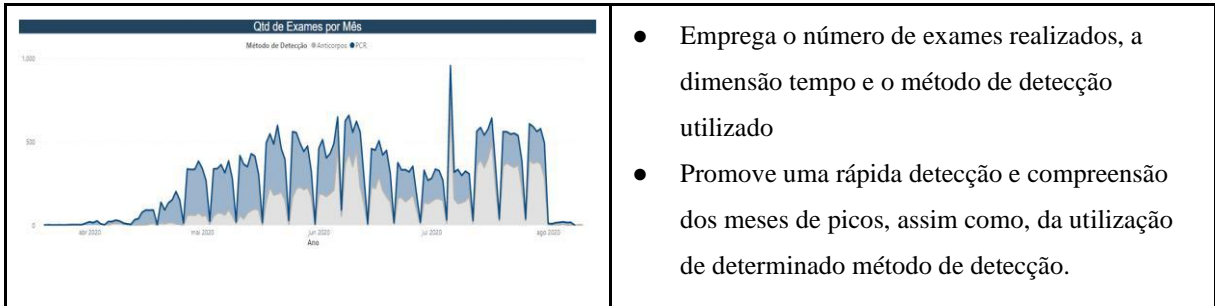 Qtd de Exames por Mês
Método de Detecção Anticorpos PCR
1.000
500
0
apr 2020 mai 2020 jun 2020 jul 2020 ago 2020
Ano
● Emprega o número de exames realizados, a
dimensão tempo e o método de detecção
utilizado
● Promove uma rápida detecção e compreensão
dos meses de picos, assim como, da utilização
de determinado método de detecção.